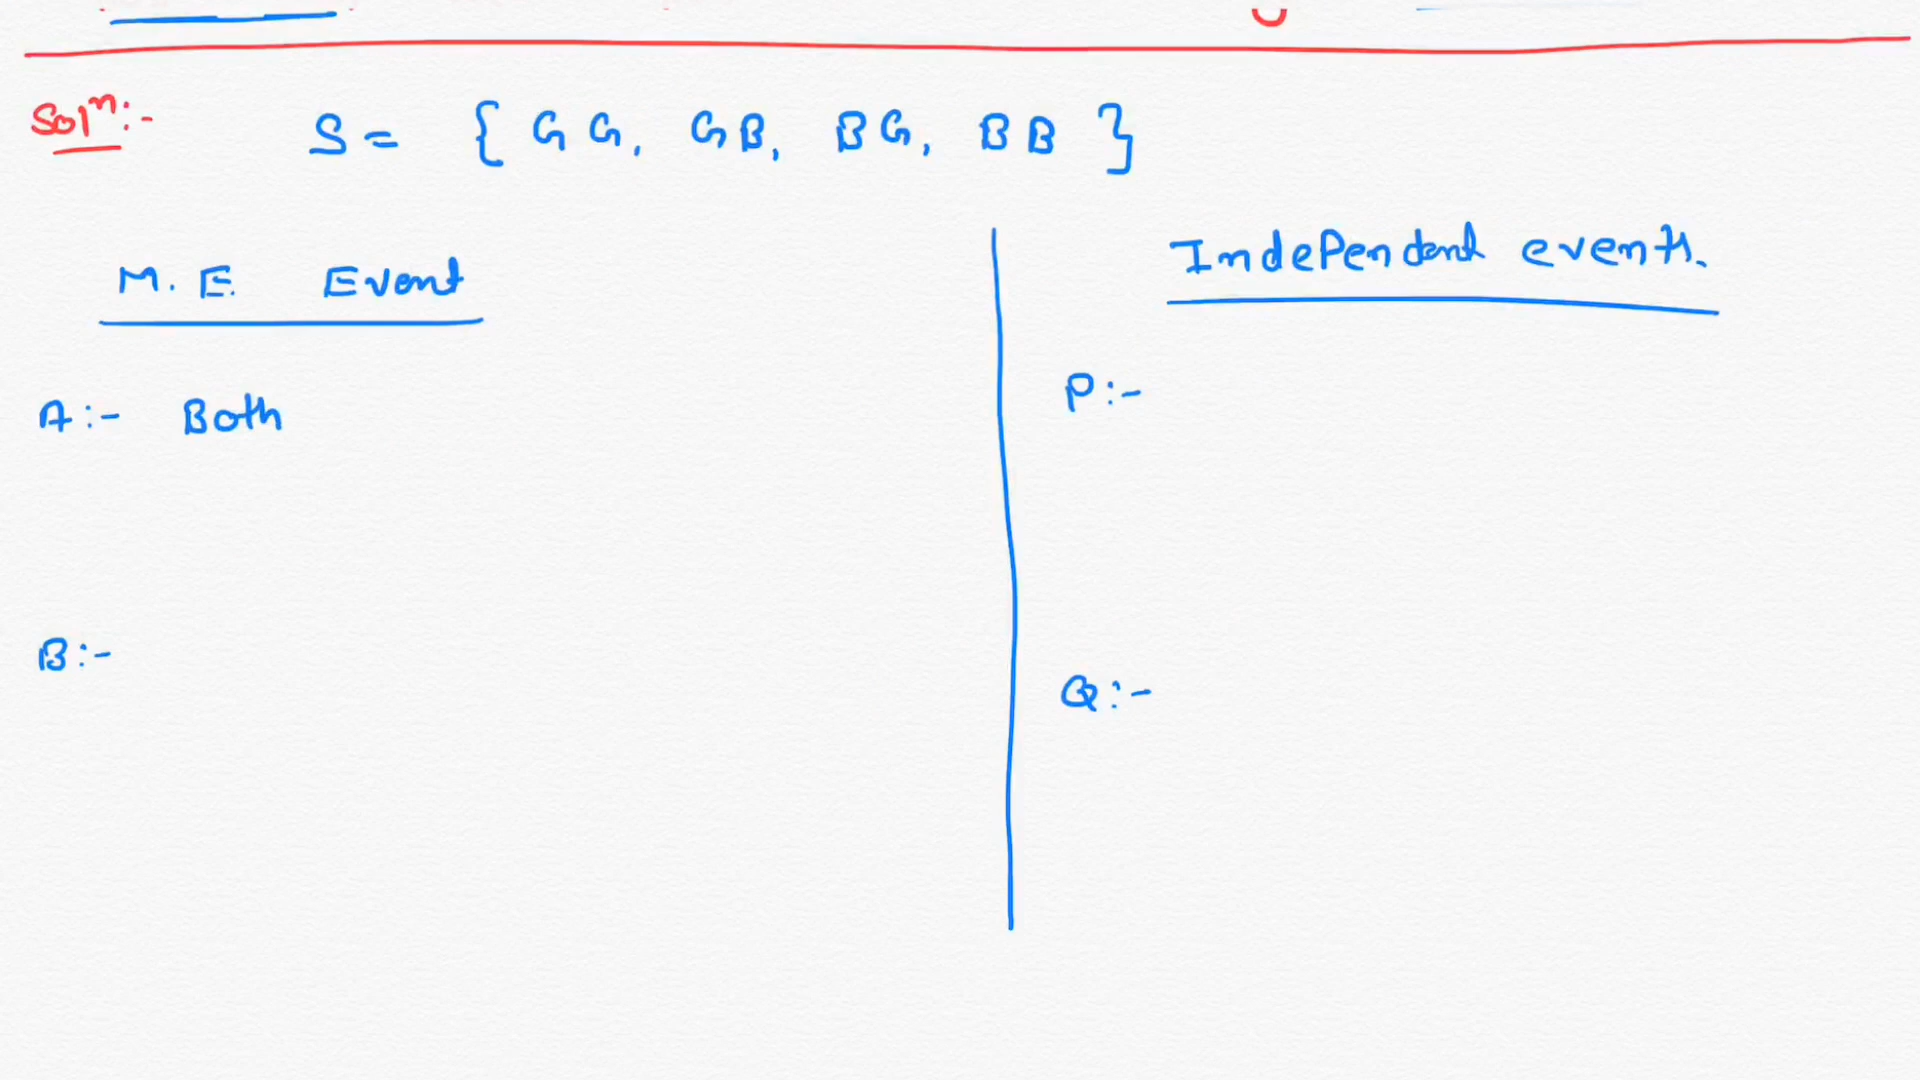 Solⁿ:- S = { GG, GB, BG, BB }
M. E. Event
A:- Both
B:-
Independent events.
P:-
Q:-